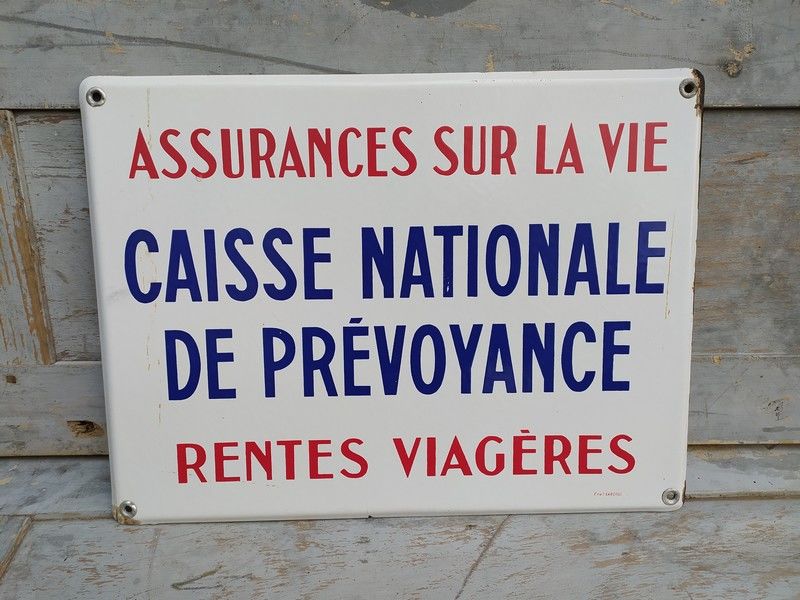 ASSURANCES SUR LA VIE
CAISSE NATIONALE
DE PRÉVOYANCE
RENTES VIAGÈRES